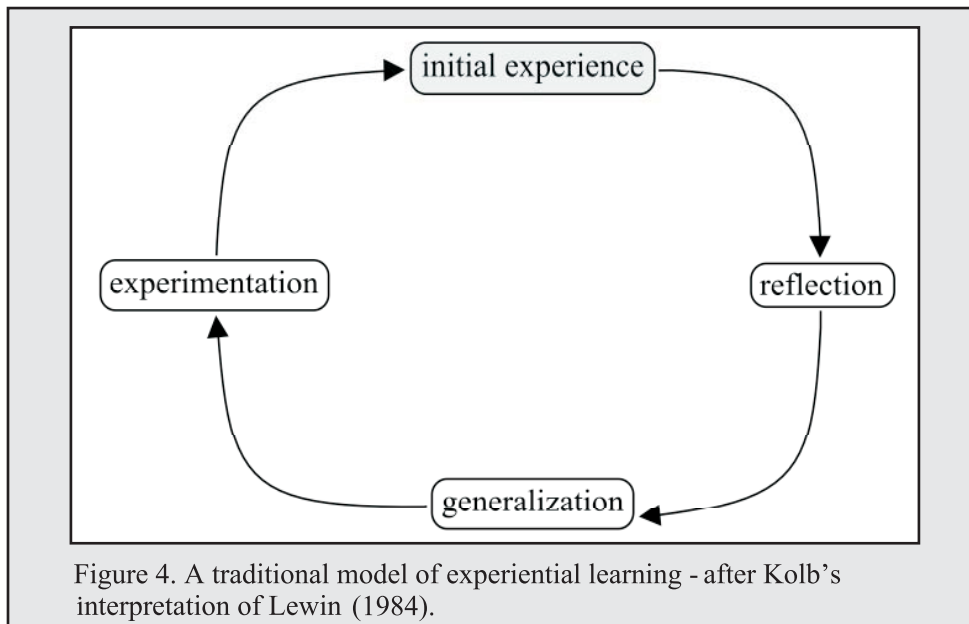 initial experience
experimentation
reflection
generalization
Figure 4. A traditional model of experiential learning - after Kolb's
interpretation of Lewin (1984).